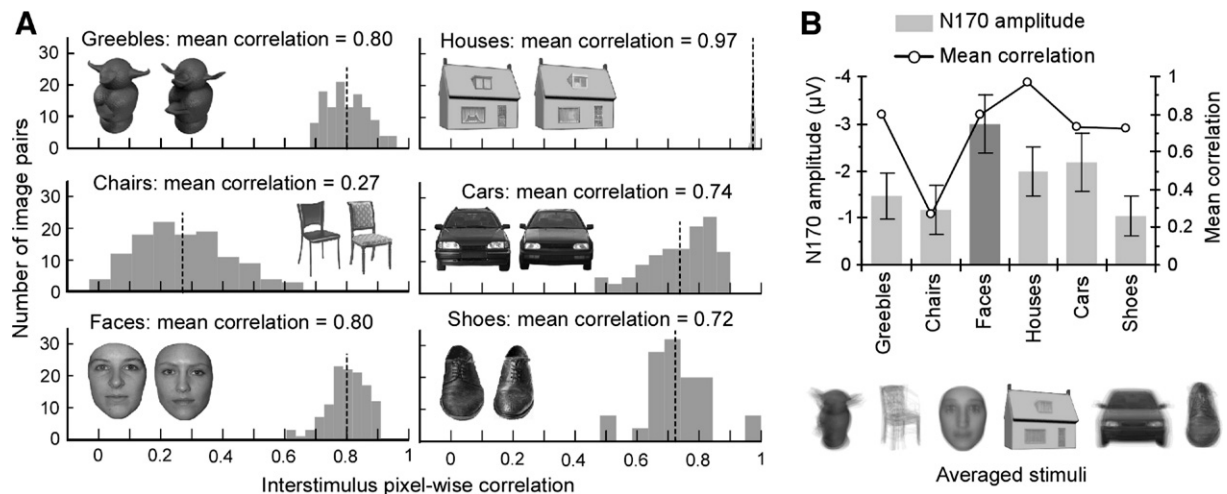 A
Number of image pairs
Greebles: mean correlation = 0.80
30
20
10
0
Houses: mean correlation = 0.97
Chairs: mean correlation = 0.27
20
10
0
Cars: mean correlation = 0.74
Faces: mean correlation = 0.80
30
20
10
0
Shoes: mean correlation = 0.72
0 0.2 0.4 0.6 0.8 1
0 0.2 0.4 0.6 0.8 1
Interstimulus pixel-wise correlation
B
N170 amplitude
Mean correlation
N170 amplitude (µV)
-4
-3
-2
-1
0
1
0.8
0.6
0.4
0.2
0
Mean correlation
Greebles
Chairs
Faces
Houses
Cars
Shoes
Averaged stimuli